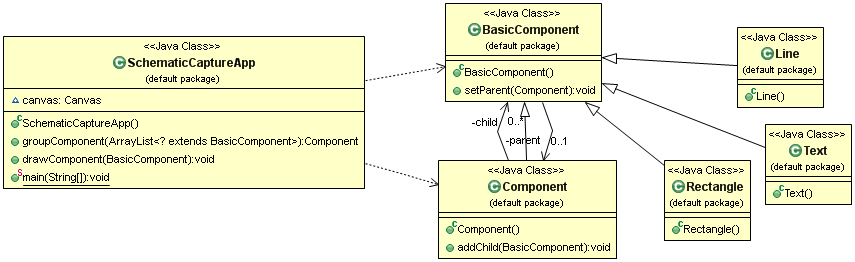 <<Java Class>>
SchematicCaptureApp
(default package)
canvas: Canvas
SchematicCaptureApp()
groupComponent(ArrayList<? extends BasicComponent>):Component
drawComponent(BasicComponent):void
main(String[]):void
<<Java Class>>
BasicComponent
(default package)
BasicComponent()
setParent(Component):void
-child
0..*
-parent
0..1
<<Java Class>>
Component
(default package)
Component()
addChild(BasicComponent):void
<<Java Class>>
Line
(default package)
Line()
<<Java Class>>
Text
(default package)
Text()
<<Java Class>>
Rectangle
(default package)
Rectangle()